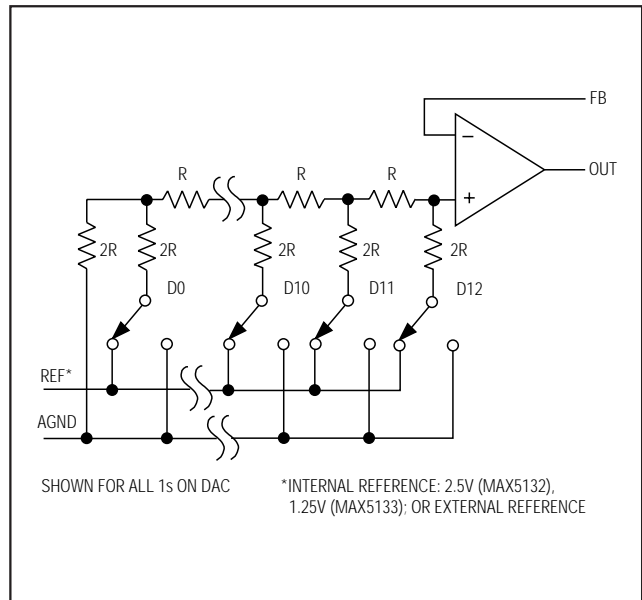 FB
OUT
−
+
R
R
R
2R
2R
2R
2R
2R
D0
D10
D11
D12
REF*
AGND
SHOWN FOR ALL 1s ON DAC
*INTERNAL REFERENCE: 2.5V (MAX5132),
1.25V (MAX5133); OR EXTERNAL REFERENCE